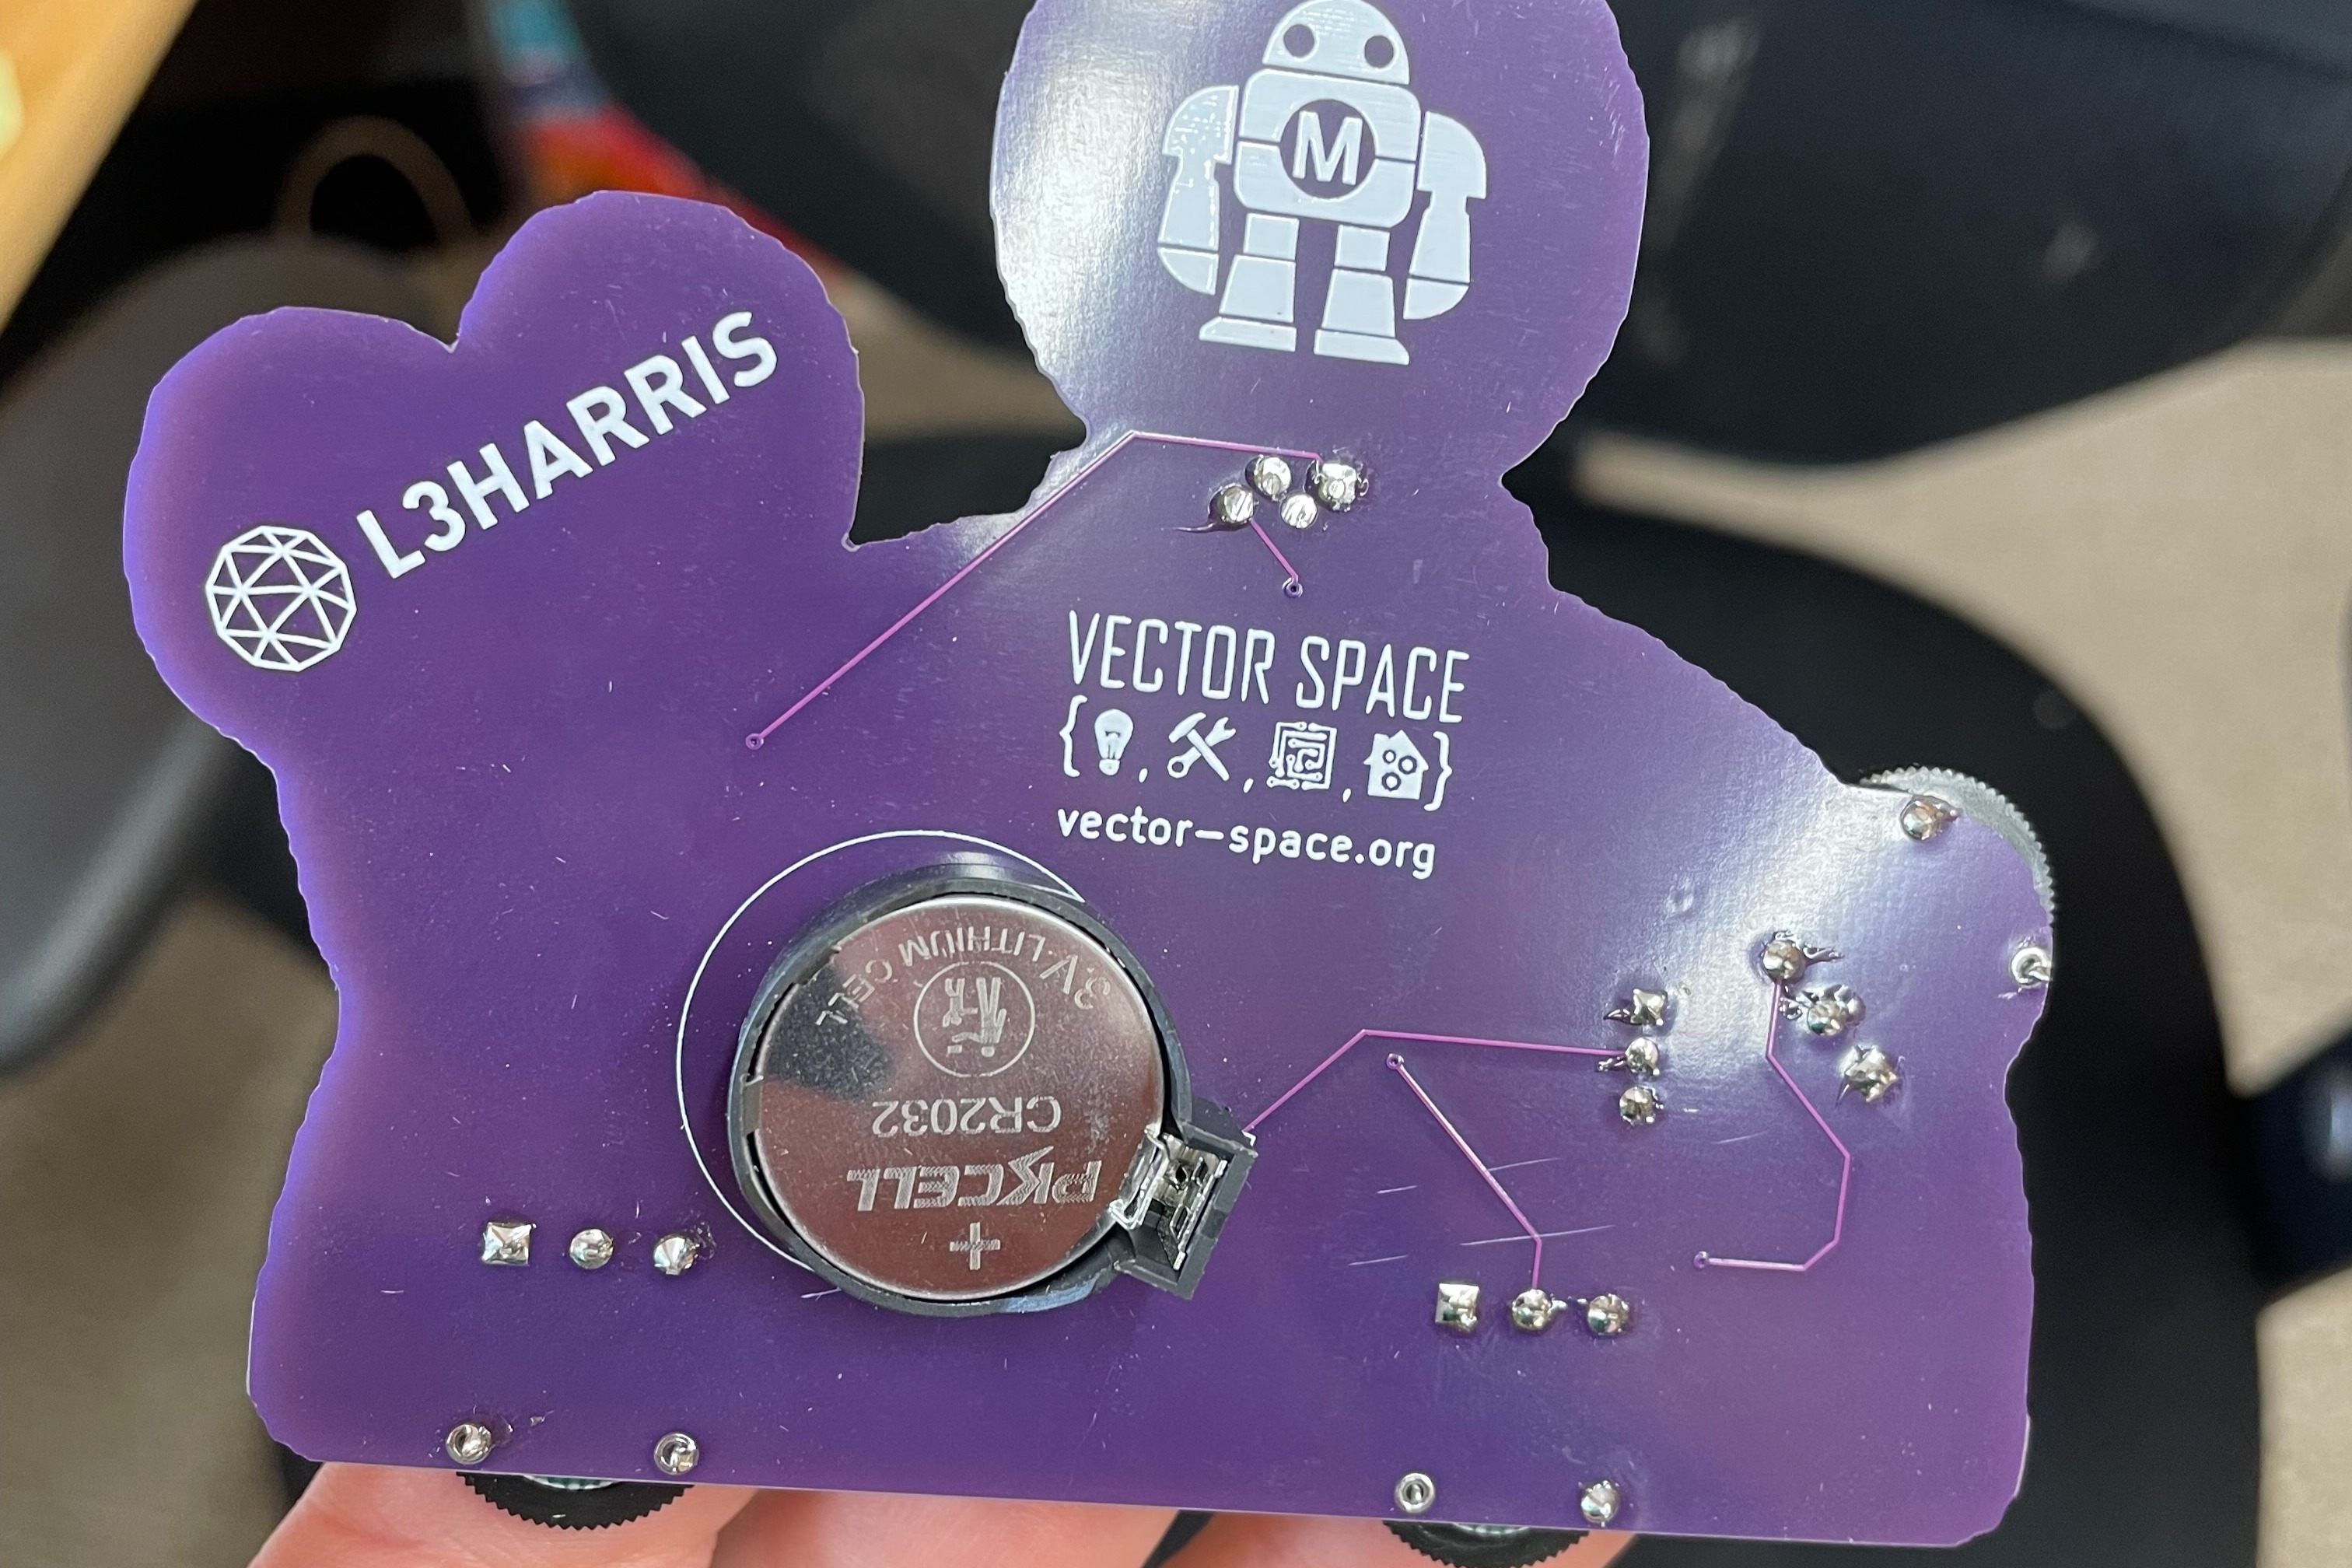 M
L3HARRIS
VECTOR SPACE
{ , , , }
vector-space.org
3V LITHIUM CELL
CR2032
PKCELL
+